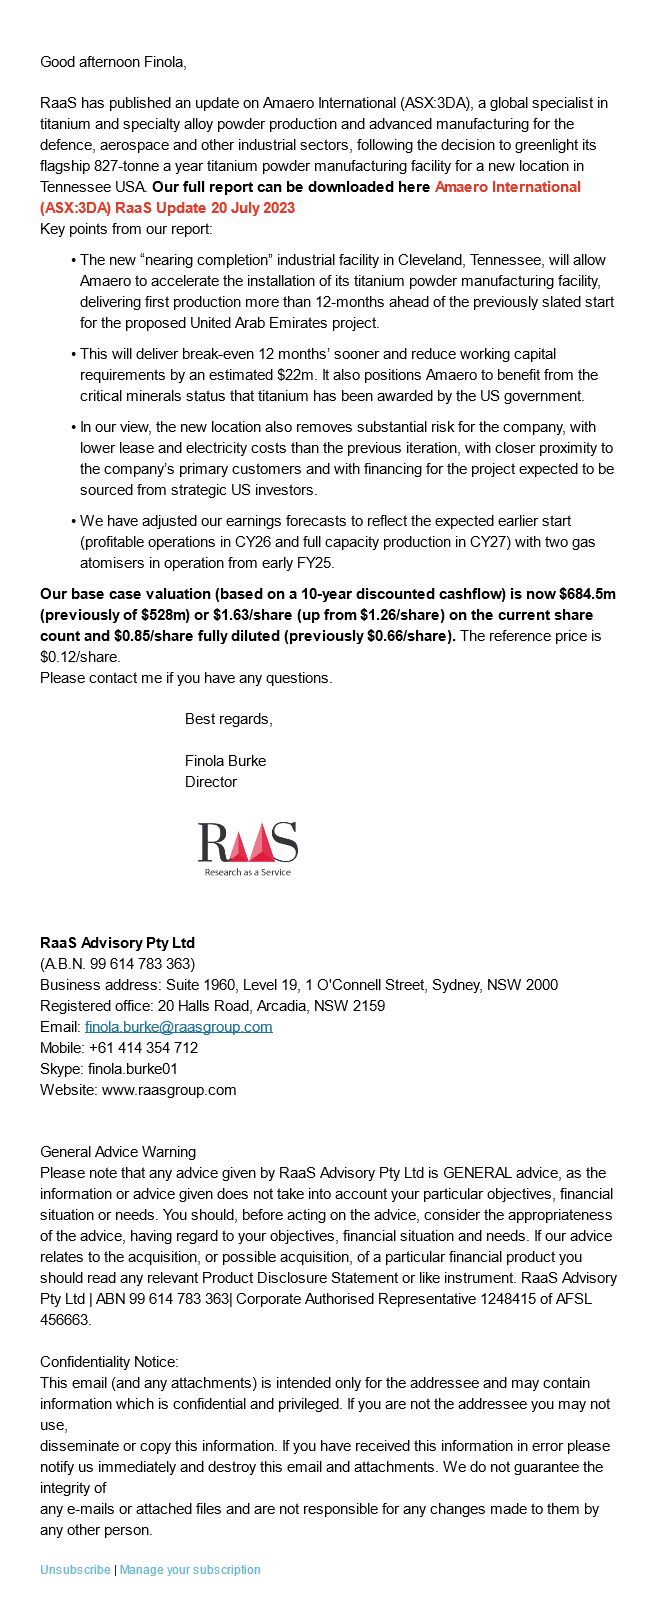 Good afternoon Finola,
RaaS has published an update on Amaero International (ASX:3DA), a global specialist in
titanium and specialty alloy powder production and advanced manufacturing for the
defence, aerospace and other industrial sectors, following the decision to greenlight its
flagship 827-tonne a year titanium powder manufacturing facility for a new location in
Tennessee USA. Our full report can be downloaded here Amaero International
(ASX:3DA) RaaS Update 20 July 2023
Key points from our report:
• The new “nearing completion” industrial facility in Cleveland, Tennessee, will allow
Amaero to accelerate the installation of its titanium powder manufacturing facility,
delivering first production more than 12-months ahead of the previously slated start
for the proposed United Arab Emirates project.
• This will deliver break-even 12 months’ sooner and reduce working capital
requirements by an estimated $22m. It also positions Amaero to benefit from the
critical minerals status that titanium has been awarded by the US government.
• In our view, the new location also removes substantial risk for the company, with
lower lease and electricity costs than the previous iteration, with closer proximity to
the company’s primary customers and with financing for the project expected to be
sourced from strategic US investors.
• We have adjusted our earnings forecasts to reflect the expected earlier start
(profitable operations in CY26 and full capacity production in CY27) with two gas
atomisers in operation from early FY25.
Our base case valuation (based on a 10-year discounted cashflow) is now $684.5m
(previously of $528m) or $1.63/share (up from $1.26/share) on the current share
count and $0.85/share fully diluted (previously $0.66/share). The reference price is
$0.12/share.
Please contact me if you have any questions.
Best regards,
Finola Burke
Director
RaaS
Research as a Service
RaaS Advisory Pty Ltd
(A.B.N. 99 614 783 363)
Business address: Suite 1960, Level 19, 1 O'Connell Street, Sydney, NSW 2000
Registered office: 20 Halls Road, Arcadia, NSW 2159
Email: finola.burke@raasgroup.com
Mobile: +61 414 354 712
Skype: finola.burke01
Website: www.raasgroup.com
General Advice Warning
Please note that any advice given by RaaS Advisory Pty Ltd is GENERAL advice, as the
information or advice given does not take into account your particular objectives, financial
situation or needs. You should, before acting on the advice, consider the appropriateness
of the advice, having regard to your objectives, financial situation and needs. If our advice
relates to the acquisition, or possible acquisition, of a particular financial product you
should read any relevant Product Disclosure Statement or like instrument. RaaS Advisory
Pty Ltd | ABN 99 614 783 363| Corporate Authorised Representative 1248415 of AFSL
456663.
Confidentiality Notice:
This email (and any attachments) is intended only for the addressee and may contain
information which is confidential and privileged. If you are not the addressee you may not
use,
disseminate or copy this information. If you have received this information in error please
notify us immediately and destroy this email and attachments. We do not guarantee the
integrity of
any e-mails or attached files and are not responsible for any changes made to them by
any other person.
Unsubscribe | Manage your subscription